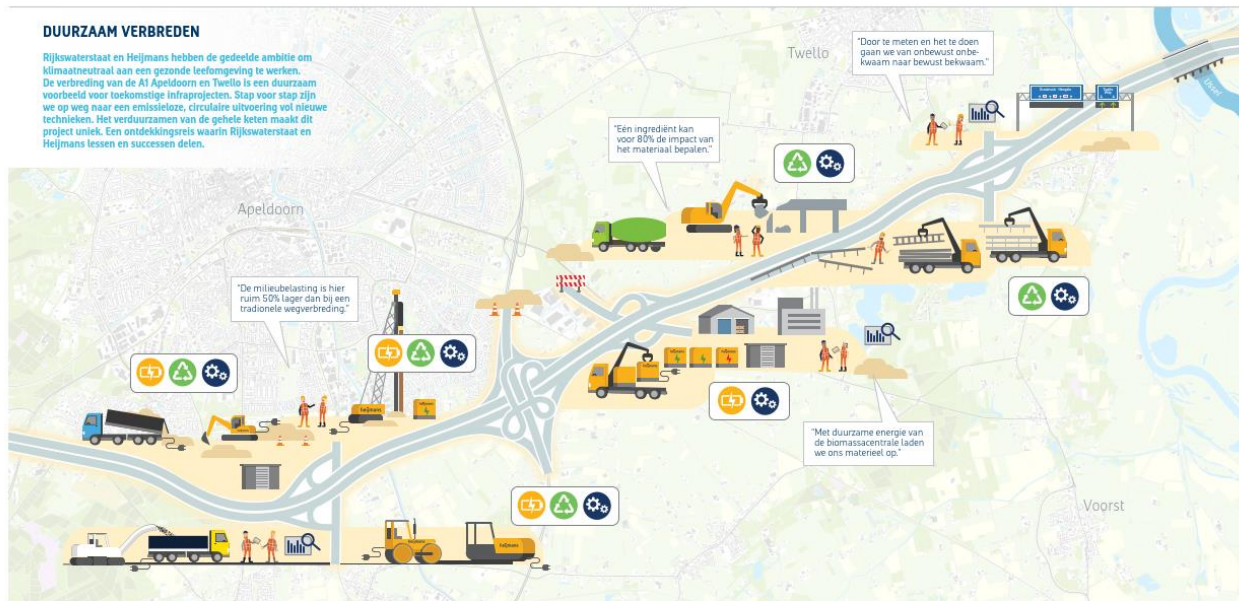 DUURZAAM VERBREDEN
Rijkswaterstaat en Heijmans hebben de gedeelde ambitie om
klimaatneutraal aan een gezonde leefomgeving te werken.
De verbreding van de A1 Apeldoorn en Twello is een duurzaam
voorbeeld voor toekomstige infraprojecten. Stap voor stap zijn
we op weg naar een emissieloze, circulaire uitvoering vol nieuwe
technieken. Het verduurzamen van de gehele keten maakt dit
project uniek. Een ontdekkingsreis waarin Rijkswaterstaat en
Heijmans lessen en successen delen.
Twello
"Door te meten en het te doen
gaan we van onbewust onbe-
kwaam naar bewust bekwaam."
IJssel
"Eén ingrediënt kan
voor 80% de impact van
het materiaal bepalen."
Apeldoorn
"De milieubelasting is hier
ruim 50% lager dan bij een
tradionele wegverbreding."
heijmans
"Met duurzame energie van
de biomassacentrale laden
we ons materieel op."
Voorst
heijmans